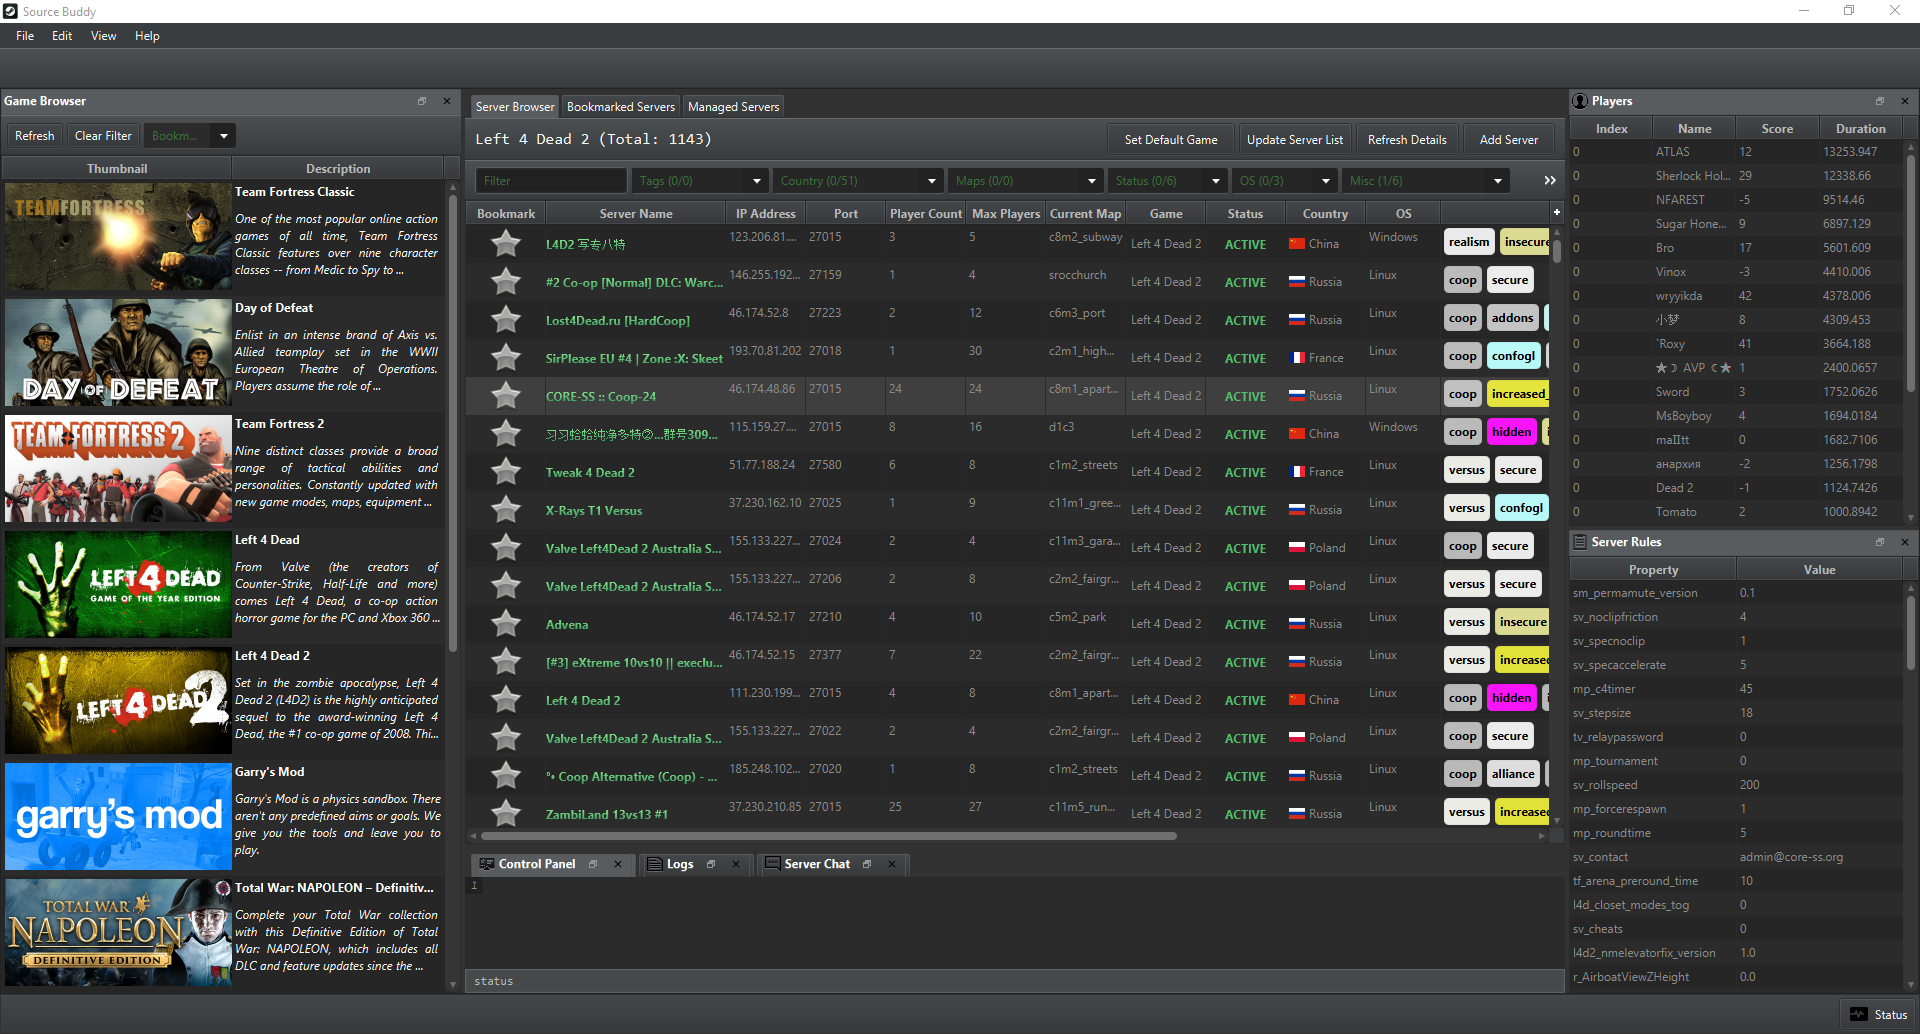 Source Buddy
File Edit View Help
Game Browser
Refresh Clear Filter Bookm...
Thumbnail Description
TEAMFORTRESS
Team Fortress Classic
One of the most popular online action
games of all time, Team Fortress
Classic features over nine character
classes -- from Medic to Spy to ...
DAY OF DEFEAT
Day of Defeat
Enlist in an intense brand of Axis vs.
Allied teamplay set in the WWII
European Theatre of Operations.
Players assume the role of ...
TEAM FORTRESS 2
Team Fortress 2
Nine distinct classes provide a broad
range of tactical abilities and
personalities. Constantly updated with
new game modes, maps, equipment ...
LEFT 4 DEAD
GAME OF THE YEAR EDITION
Left 4 Dead
From Valve (the creators of
Counter-Strike, Half-Life and more)
comes Left 4 Dead, a co-op action
horror game for the PC and Xbox 360 ...
LEFT 4 DEAD 2
Left 4 Dead 2
Set in the zombie apocalypse, Left 4
Dead 2 (L4D2) is the highly anticipated
sequel to the award-winning Left 4
Dead, the #1 co-op game of 2008. Thi...
garry's mod
Garry's Mod
Garry's Mod is a physics sandbox. There
aren't any predefined aims or goals. We
give you the tools and leave you to
play.
TOTAL WAR
NAPOLEON
DEFINITIVE EDITION
Total War: NAPOLEON – Definitiv...
Complete your Total War collection
with this Definitive Edition of Total
War: NAPOLEON, which includes all
DLC and feature updates since the ...
Server Browser Bookmarked Servers Managed Servers
Left 4 Dead 2 (Total: 1143)
Set Default Game Update Server List Refresh Details Add Server
Filter Tags (0/0) Country (0/51) Maps (0/0) Status (0/6) OS (0/3) Misc (1/6) »
Bookmark Server Name IP Address Port Player Count Max Players Current Map Game Status Country OS +
L4D2 写专八特 123.206.81.... 27015 3 5 c8m2_subway Left 4 Dead 2 ACTIVE China Windows realism insecure
#2 Co-op [Normal] DLC: Warc... 146.255.192... 27159 1 4 srocchurch Left 4 Dead 2 ACTIVE Russia Linux coop secure
Lost4Dead.ru [HardCoop] 46.174.52.8 27223 2 12 c6m3_port Left 4 Dead 2 ACTIVE Russia Linux coop addons
SirPlease EU #4 | Zone :X: Skeet 193.70.81.202 27018 1 30 c2m1_high... Left 4 Dead 2 ACTIVE France Linux coop confogl
CORE-SS :: Coop-24 46.174.48.86 27015 24 24 c8m1_apart... Left 4 Dead 2 ACTIVE Russia Linux coop increased_
习习蛤蛤纯净多特②...群号309... 115.159.27.... 27015 8 16 d1c3 Left 4 Dead 2 ACTIVE China Windows coop hidden
Tweak 4 Dead 2 51.77.188.24 27580 6 8 c1m2_streets Left 4 Dead 2 ACTIVE France Linux versus secure
X-Rays T1 Versus 37.230.162.10 27025 1 9 c11m1_gree... Left 4 Dead 2 ACTIVE Russia Linux versus confogl
Valve Left4Dead 2 Australia S... 155.133.227... 27024 2 4 c11m3_gara... Left 4 Dead 2 ACTIVE Poland Linux coop secure
Valve Left4Dead 2 Australia S... 155.133.227... 27206 2 8 c2m2_fairgr... Left 4 Dead 2 ACTIVE Poland Linux versus secure
Advena 46.174.52.17 27210 4 10 c5m2_park Left 4 Dead 2 ACTIVE Russia Linux versus insecure
[#3] eXtreme 10vs10 || execlu... 46.174.52.15 27377 7 22 c2m2_fairgr... Left 4 Dead 2 ACTIVE Russia Linux versus increased
Left 4 Dead 2 111.230.199... 27015 4 8 c8m1_apart... Left 4 Dead 2 ACTIVE China Linux coop hidden
Valve Left4Dead 2 Australia S... 155.133.227... 27022 2 4 c2m2_fairgr... Left 4 Dead 2 ACTIVE Poland Linux coop secure
°• Coop Alternative (Coop) - ... 185.248.102... 27020 1 8 c1m2_streets Left 4 Dead 2 ACTIVE Russia Linux coop alliance
ZambiLand 13vs13 #1 37.230.210.85 27015 25 27 c11m5_run... Left 4 Dead 2 ACTIVE Russia Linux versus increased
Control Panel Logs Server Chat
1
status
Players
Index Name Score Duration
0 ATLAS 12 13253.947
0 Sherlock Hol... 29 12338.66
0 NFAREST -5 9514.46
0 Sugar Hone... 9 6897.129
0 Bro 17 5601.609
0 Vinox -3 4410.006
0 wryyikda 42 4378.006
0 小梦 8 4309.453
0 `Roxy 41 3664.188
0 ★☽ AVP ☾★ 1 2400.0657
0 Sword 3 1752.0626
0 MsBoyboy 4 1694.0184
0 maIItt 0 1682.7106
0 анархия -2 1256.1798
0 Dead 2 -1 1124.7426
0 Tomato 2 1000.8942
Server Rules
Property Value
sm_permamute_version 0.1
sv_noclipfriction 4
sv_specnoclip 1
sv_specaccelerate 5
mp_c4timer 45
sv_stepsize 18
tv_relaypassword 0
mp_tournament 0
sv_rollspeed 200
mp_forcerespawn 1
mp_roundtime 5
sv_contact admin@core-ss.org
tf_arena_preround_time 10
l4d_closet_modes_tog 0
sv_cheats 0
l4d2_nmelevatorfix_version 1.0
r_AirboatViewZHeight 0.0
Status